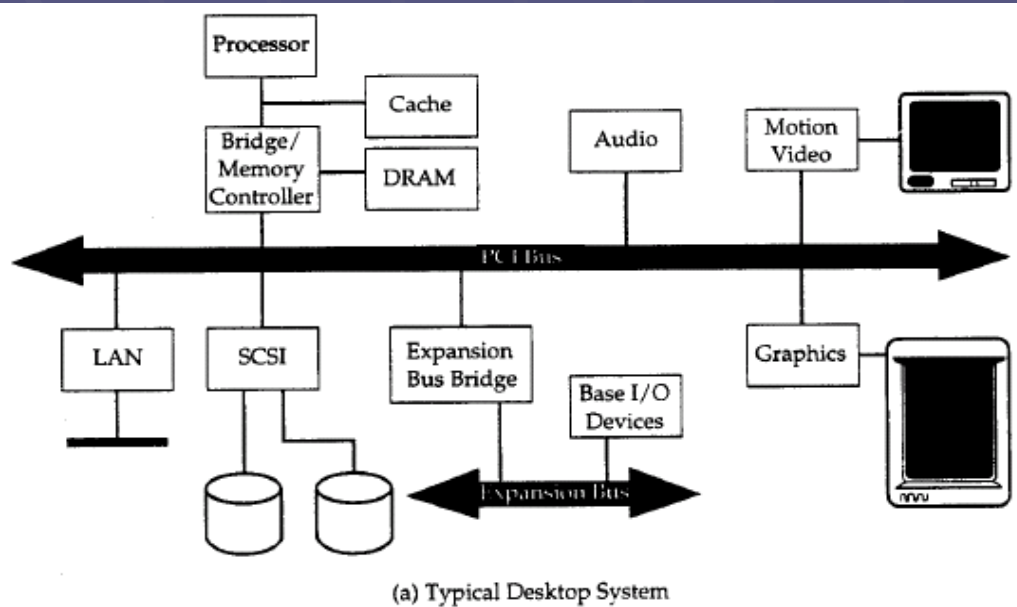 Processor
Cache
Bridge/
Memory
Controller
DRAM
Audio
Motion
Video
PCI Bus
LAN
SCSI
Expansion
Bus Bridge
Base I/O
Devices
Graphics
Expansion Bus
(a) Typical Desktop System